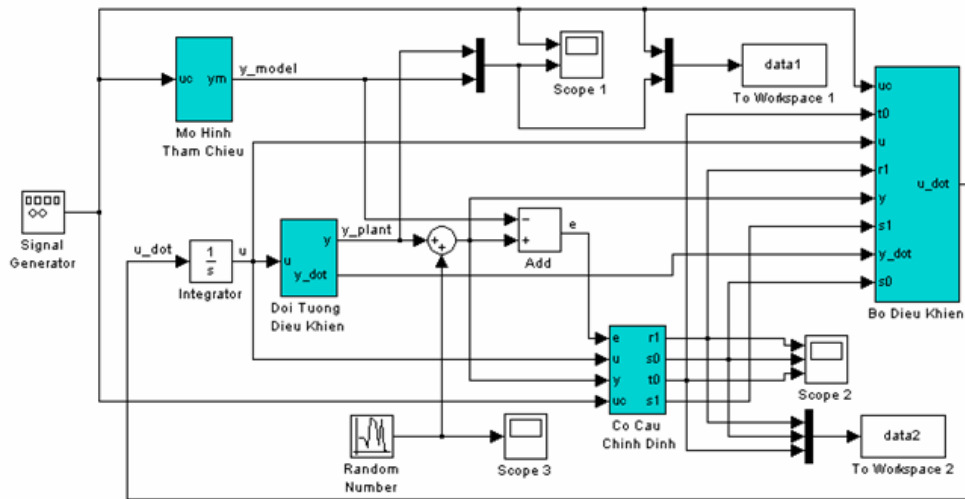 uc
ym
Mo Hinh
Tham Chieu
y_model
Scope 1
data1
To Workspace 1
uc
t0
u
r1
y
s1
y_dot
s0
u_dot
Bo Dieu Khien
Signal
Generator
u_dot
1
s
Integrator
u
u
y
y_dot
Doi Tuong
Dieu Khien
y_plant
+
+
−
+
Add
e
e
u
y
uc
r1
s0
t0
s1
Co Cau
Chinh Dinh
Scope 2
Random
Number
Scope 3
data2
To Workspace 2